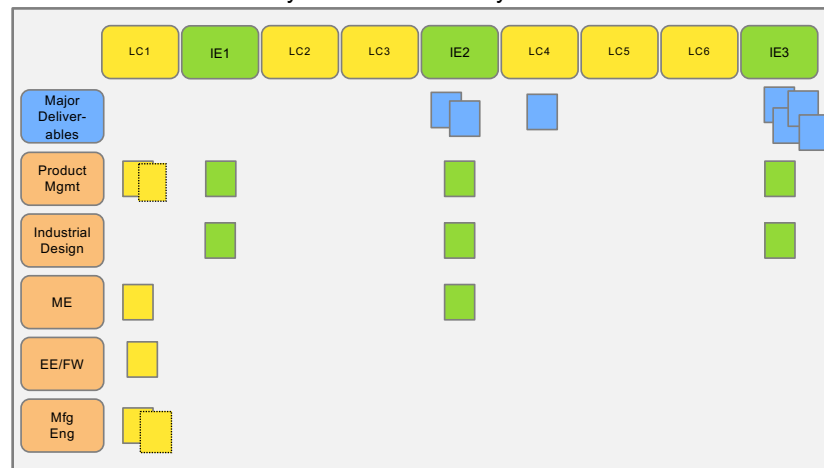 LC1 IE1 LC2 LC3 IE2 LC4 LC5 LC6 IE3
Major
Deliver-
ables
Product
Mgmt
Industrial
Design
ME
EE/FW
Mfg
Eng